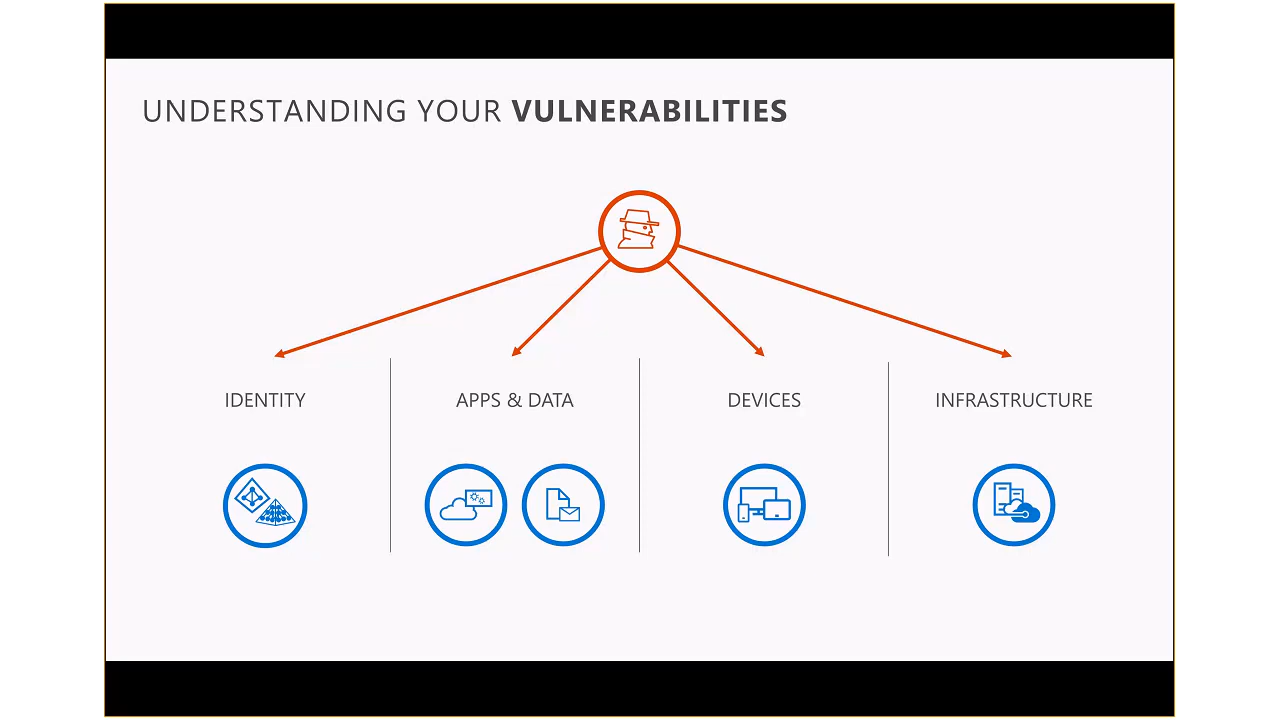 UNDERSTANDING YOUR VULNERABILITIES
IDENTITY
APPS & DATA
DEVICES
INFRASTRUCTURE